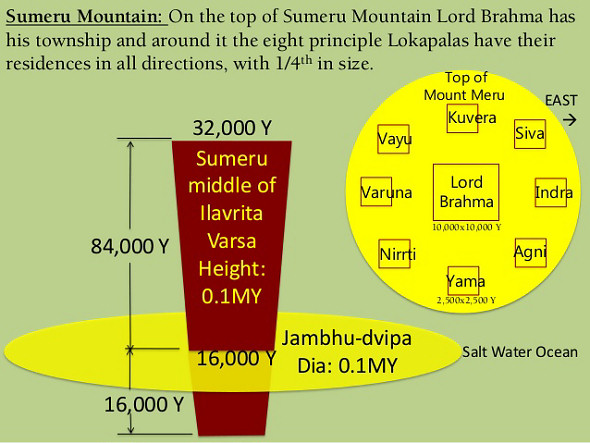 Sumeru Mountain: On the top of Sumeru Mountain Lord Brahma has
his township and around it the eight principle Lokapalas have their
residences in all directions, with 1/4th in size.
Top of
Mount Meru
EAST
→
Kuvera
Vayu
Siva
Varuna
Lord
Brahma
Indra
10,000x10,000 Y
Nirrti
Agni
Yama
2,500x2,500 Y
32,000 Y
Sumeru
middle of
Ilavrita
Varsa
Height:
0.1MY
84,000 Y
16,000 Y
Jambhu-dvipa
Dia: 0.1MY
Salt Water Ocean
16,000 Y